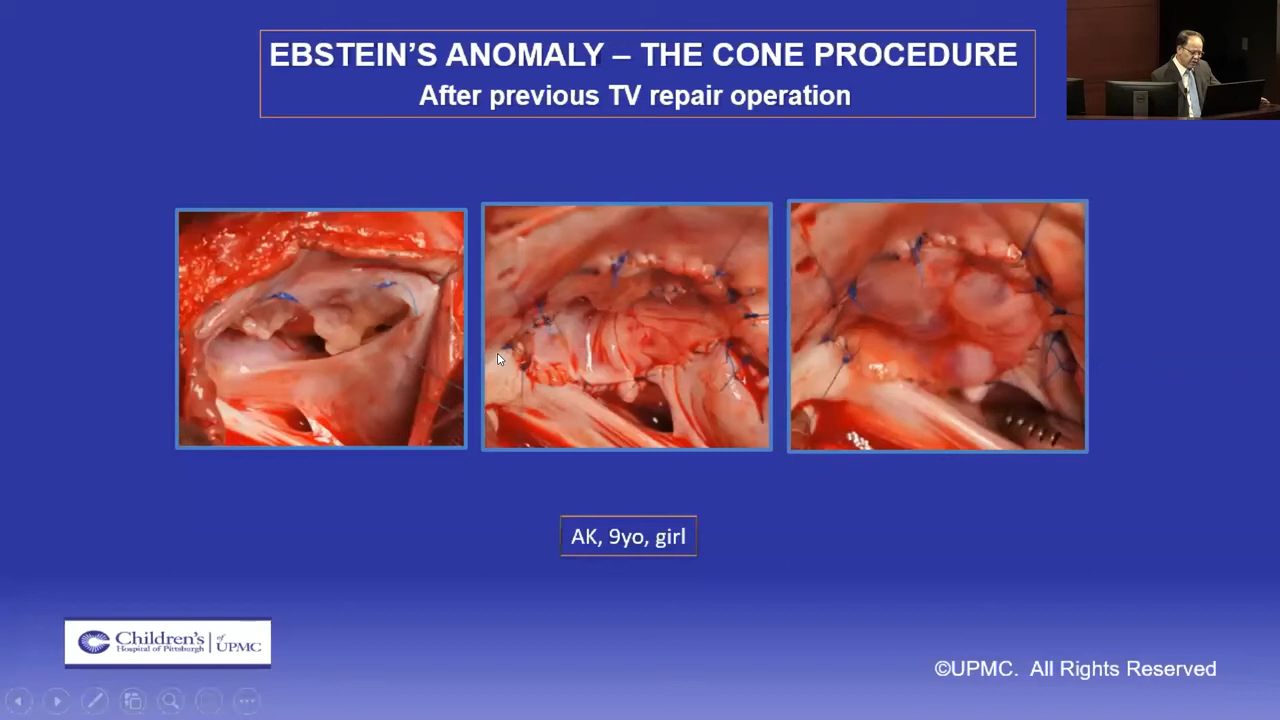 EBSTEIN'S ANOMALY – THE CONE PROCEDURE
After previous TV repair operation
AK, 9yo, girl
Children's
Hospital of Pittsburgh
of
UPMC
©UPMC. All Rights Reserved